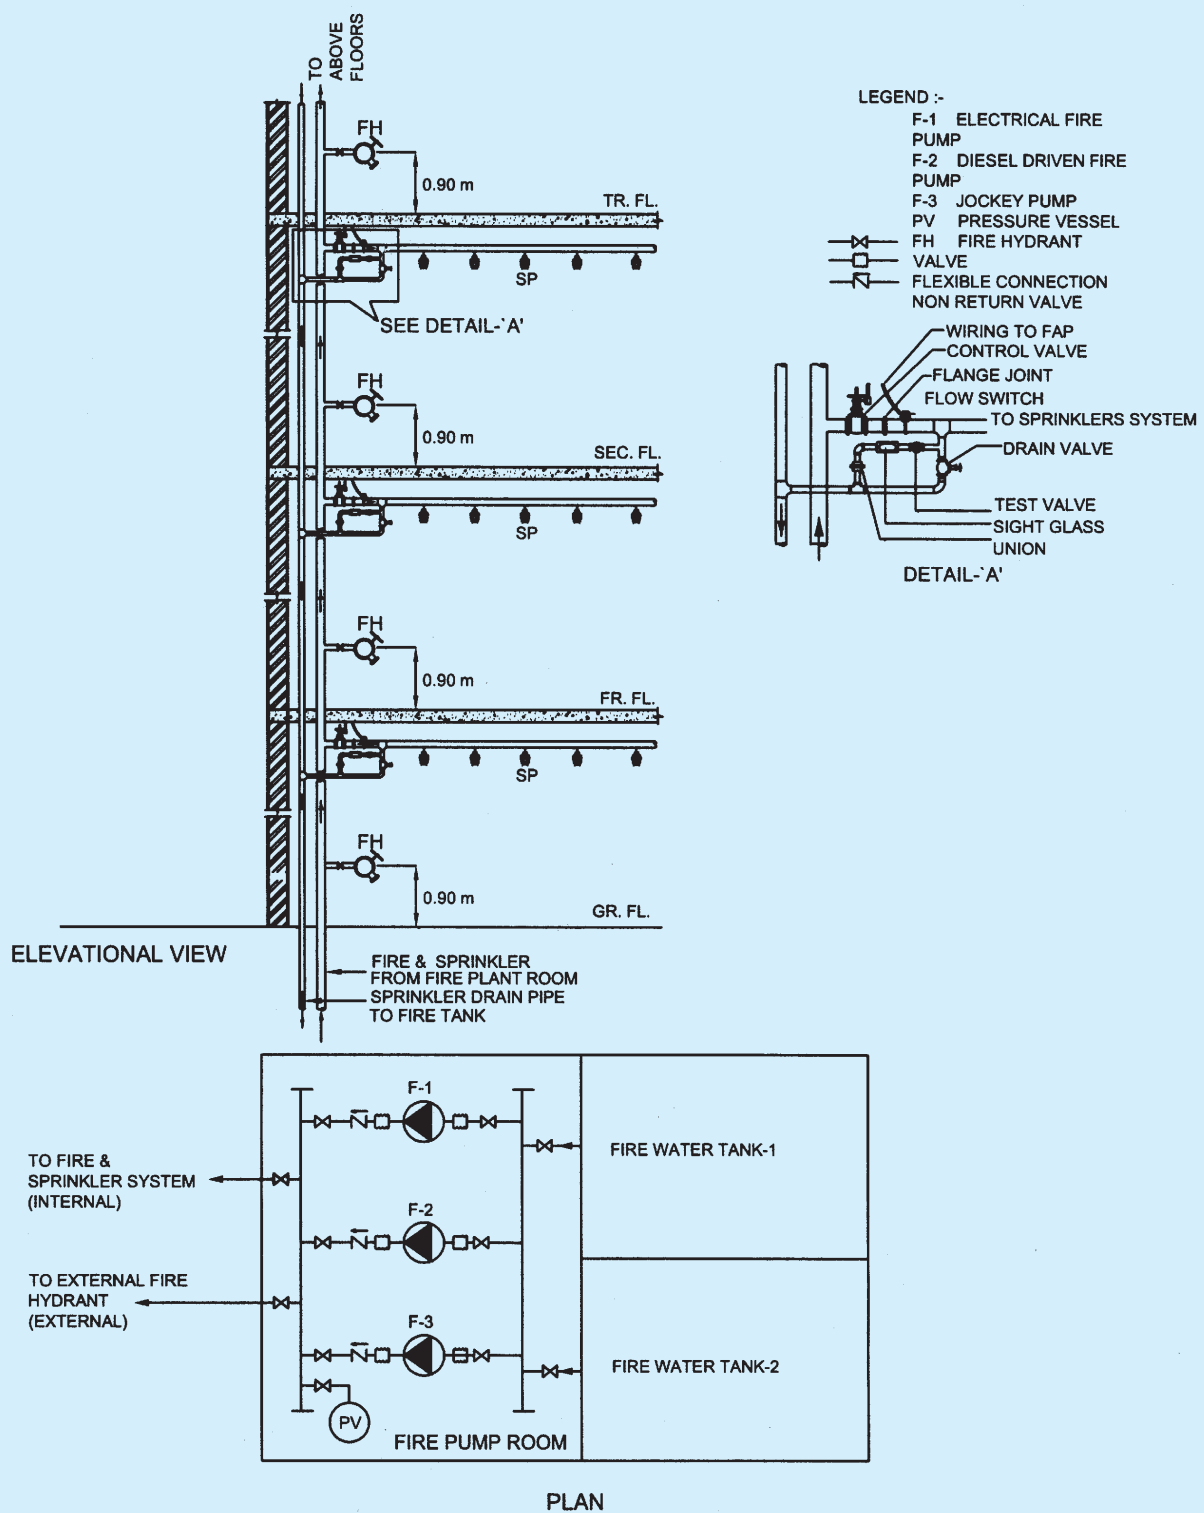 TO
ABOVE
FLOORS
FH
0.90 m
TR. FL.
SP
SEE DETAIL-`A'
FH
0.90 m
SEC. FL.
SP
FH
0.90 m
FR. FL.
SP
FH
0.90 m
GR. FL.
ELEVATIONAL VIEW
FIRE & SPRINKLER
FROM FIRE PLANT ROOM
SPRINKLER DRAIN PIPE
TO FIRE TANK
LEGEND :-
F-1 ELECTRICAL FIRE
PUMP
F-2 DIESEL DRIVEN FIRE
PUMP
F-3 JOCKEY PUMP
PV PRESSURE VESSEL
FH FIRE HYDRANT
VALVE
FLEXIBLE CONNECTION
NON RETURN VALVE
WIRING TO FAP
CONTROL VALVE
FLANGE JOINT
FLOW SWITCH
TO SPRINKLERS SYSTEM
DRAIN VALVE
TEST VALVE
SIGHT GLASS
UNION
DETAIL-`A'
F-1
FIRE WATER TANK-1
TO FIRE &
SPRINKLER SYSTEM
(INTERNAL)
F-2
TO EXTERNAL FIRE
HYDRANT
(EXTERNAL)
F-3
FIRE WATER TANK-2
PV
FIRE PUMP ROOM
PLAN